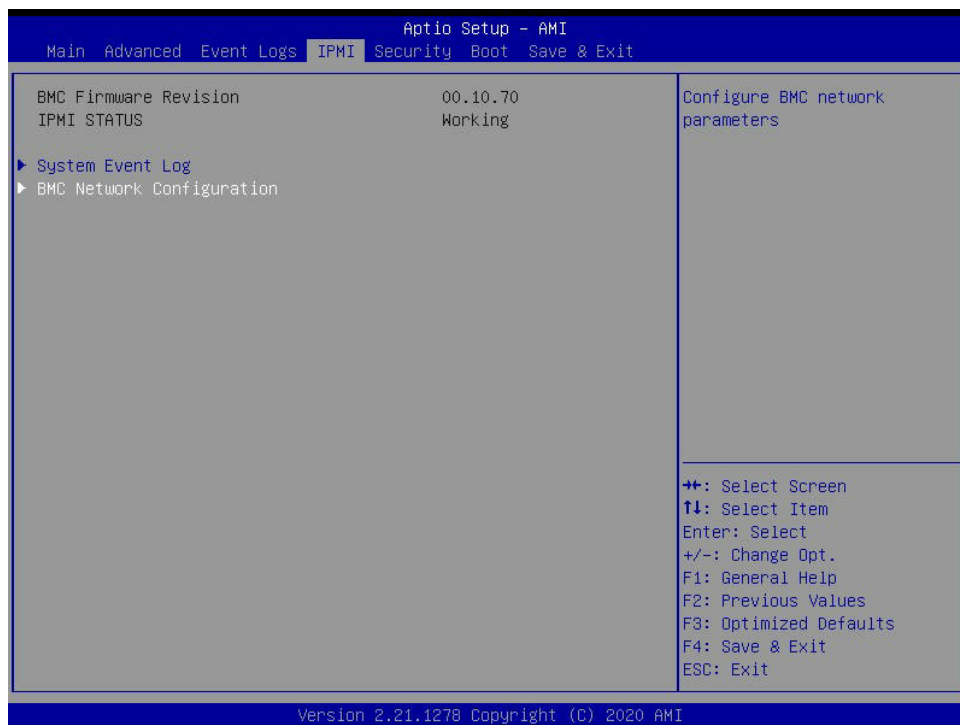 Aptio Setup – AMI
Main Advanced Event Logs IPMI Security Boot Save & Exit
BMC Firmware Revision 00.10.70
IPMI STATUS Working
▶ System Event Log
▶ BMC Network Configuration
Configure BMC network
parameters
→←: Select Screen
↑↓: Select Item
Enter: Select
+/-: Change Opt.
F1: General Help
F2: Previous Values
F3: Optimized Defaults
F4: Save & Exit
ESC: Exit
Version 2.21.1278 Copyright (C) 2020 AMI